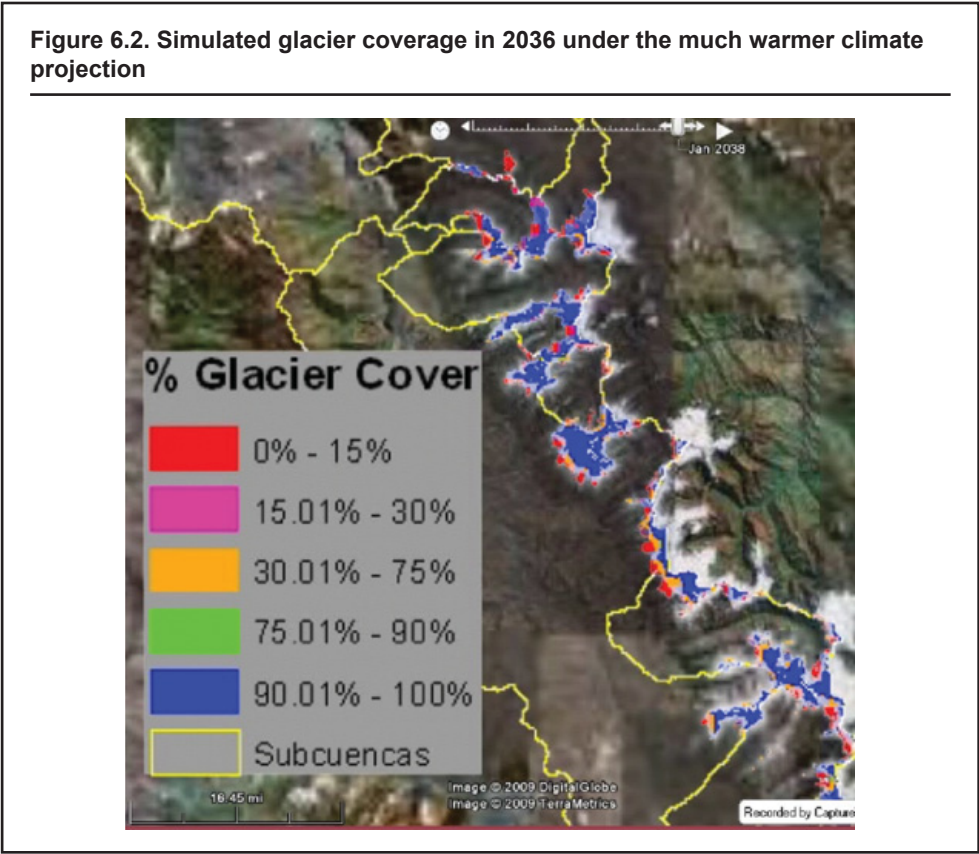 Figure 6.2. Simulated glacier coverage in 2036 under the much warmer climate
projection
Jan 2038
% Glacier Cover
0% - 15%
15.01% - 30%
30.01% - 75%
75.01% - 90%
90.01% - 100%
Subcuencas
16.45 mi
Image © 2009 DigitalGlobe
Image © 2009 TerraMetrics
Recorded by Capture